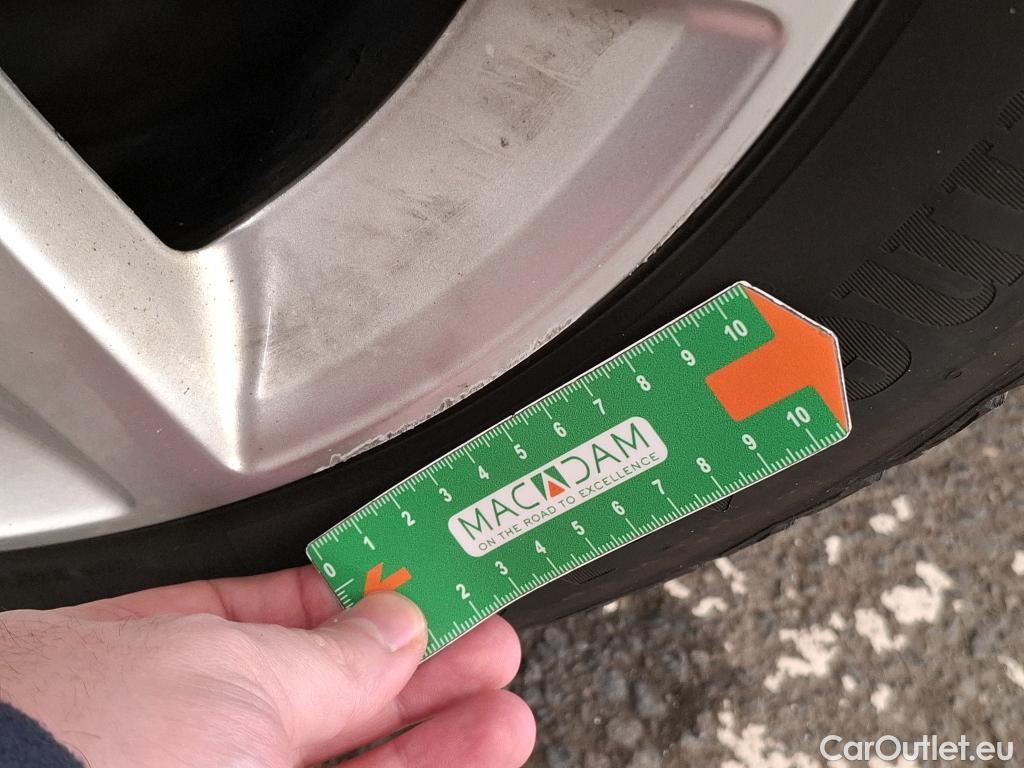 0 1 2 3 4 5 6 7 8 9 10
MACADAM
ON THE ROAD TO EXCELLENCE
2 3 4 5 6 7 8 9 10
CarOutlet.eu